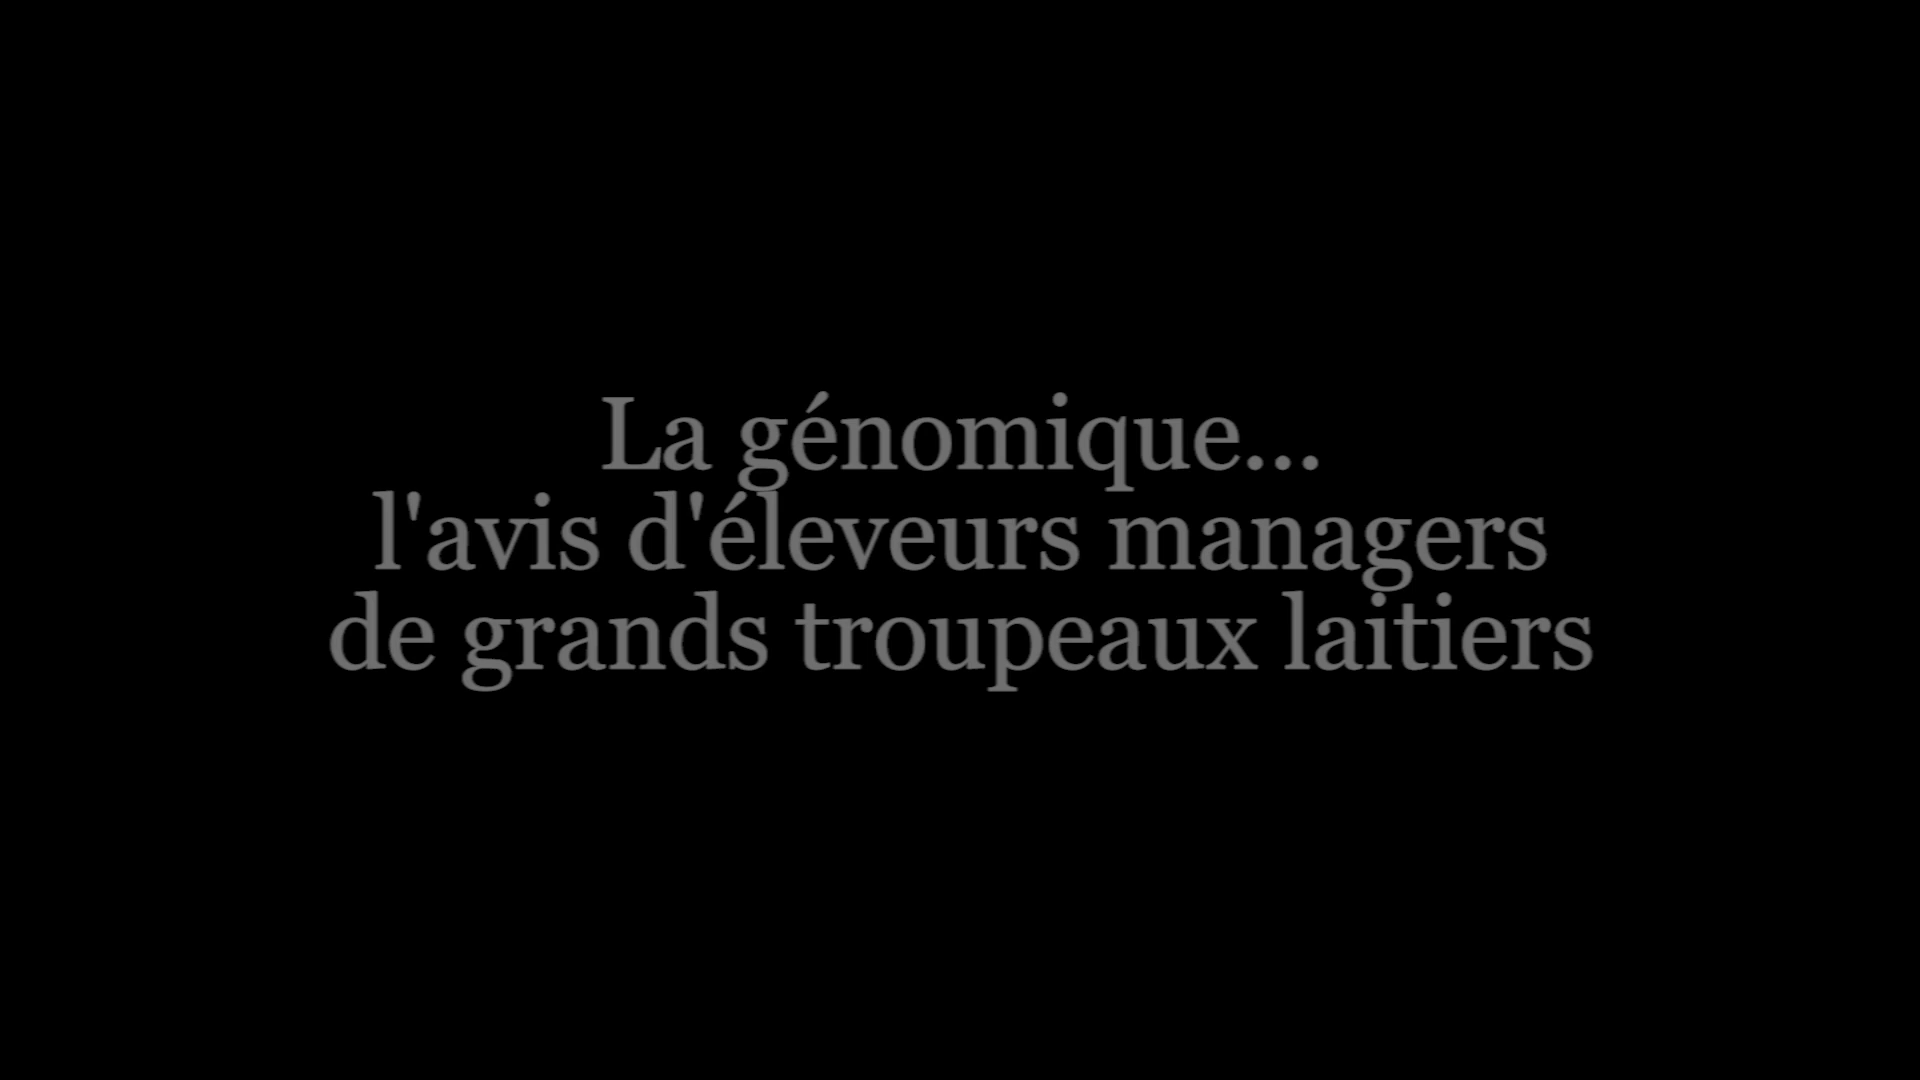 La génomique...
l'avis d'éleveurs managers
de grands troupeaux laitiers